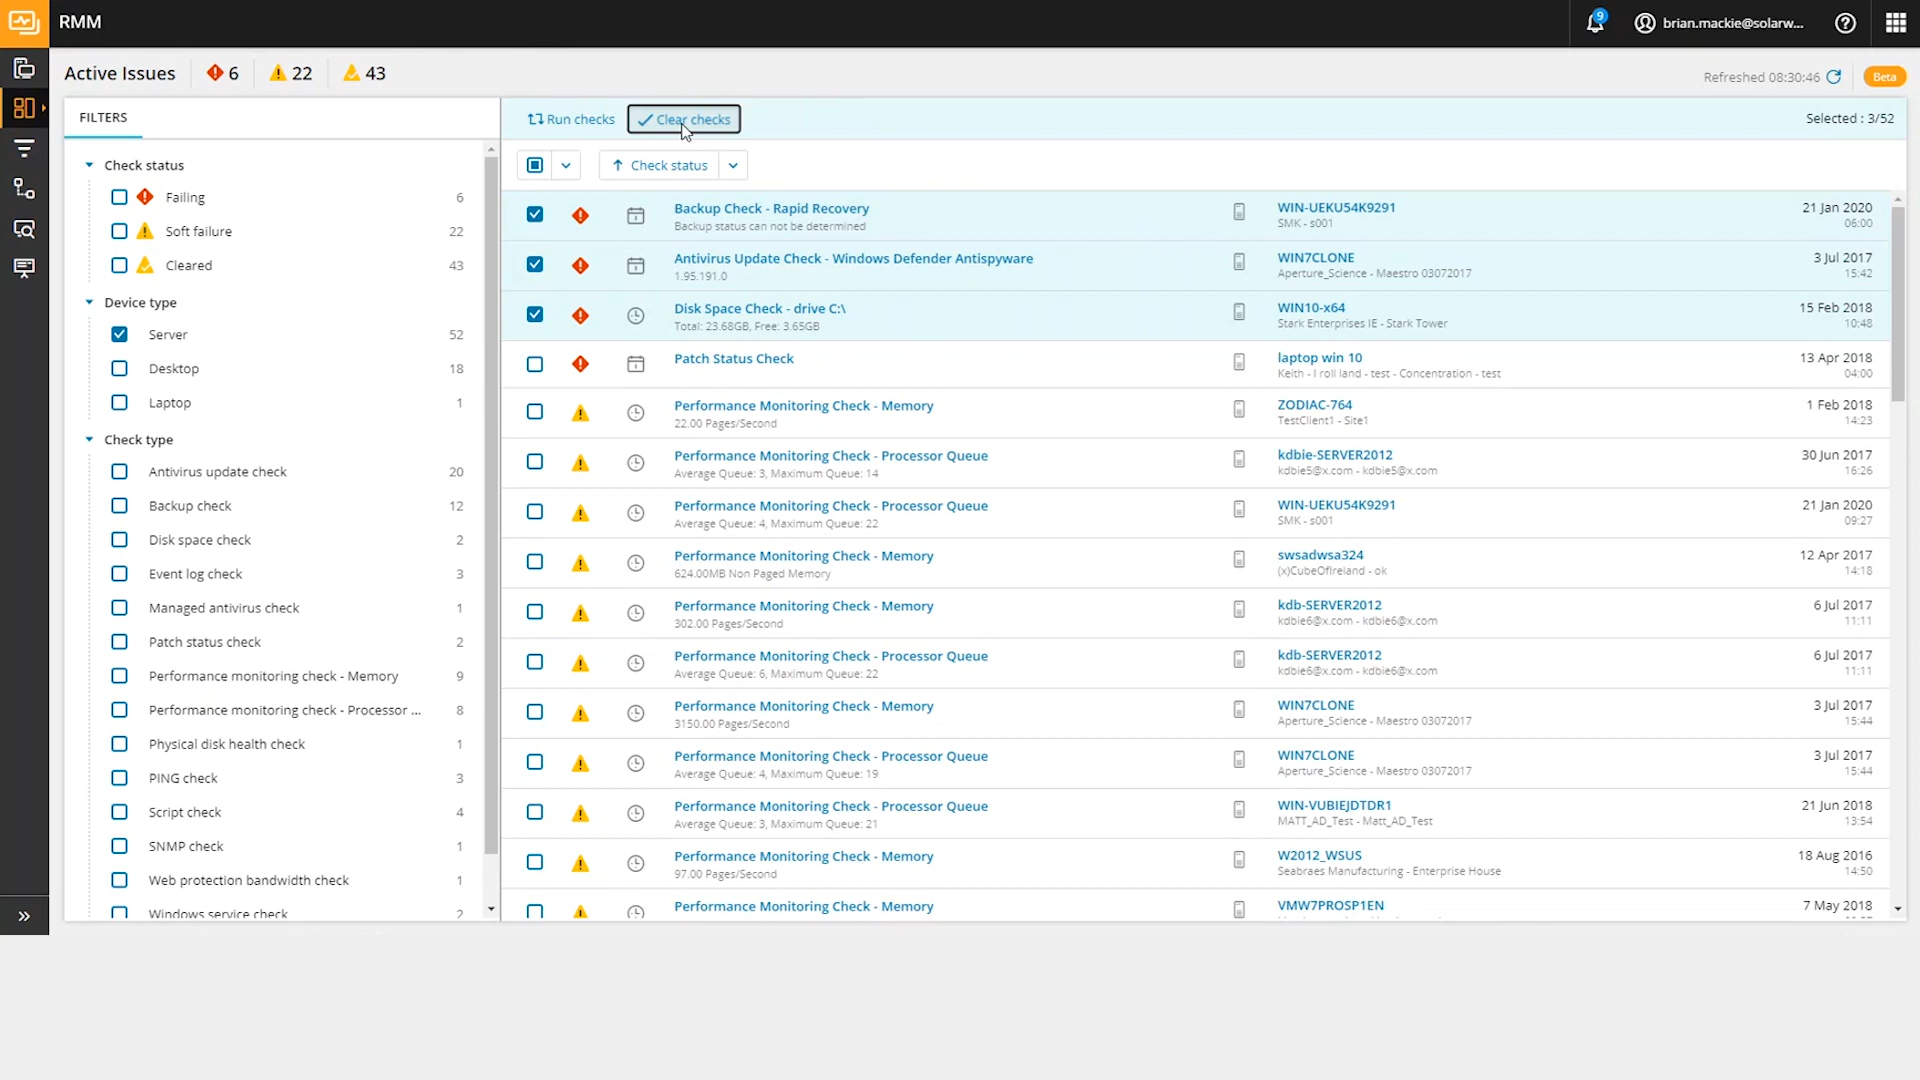 RMM
9
brian.mackie@solarw...
Active Issues
6
22
43
Refreshed 08:30:46
Beta
FILTERS
Check status
Failing 6
Soft failure 22
Cleared 43
Device type
Server 52
Desktop 18
Laptop 1
Check type
Antivirus update check 20
Backup check 12
Disk space check 2
Event log check 3
Managed antivirus check 1
Patch status check 2
Performance monitoring check - Memory 9
Performance monitoring check - Processor ... 8
Physical disk health check 1
PING check 3
Script check 4
SNMP check 1
Web protection bandwidth check 1
Windows service check 2
Run checks
Clear checks
Selected : 3/52
Check status
Backup Check - Rapid Recovery WIN-UEKU54K9291 21 Jan 2020
Backup status can not be determined SMK - s001 06:00
Antivirus Update Check - Windows Defender Antispyware WIN7CLONE 3 Jul 2017
1.95.191.0 Aperture_Science - Maestro 03072017 15:42
Disk Space Check - drive C:\ WIN10-x64 15 Feb 2018
Total: 23.68GB, Free: 3.65GB Stark Enterprises IE - Stark Tower 10:48
Patch Status Check laptop win 10 13 Apr 2018
Keith - I roll land - test - Concentration - test 04:00
Performance Monitoring Check - Memory ZODIAC-764 1 Feb 2018
22.00 Pages/Second TestClient1 - Site1 14:23
Performance Monitoring Check - Processor Queue kdbie-SERVER2012 30 Jun 2017
Average Queue: 3, Maximum Queue: 14 kdbie5@x.com - kdbie5@x.com 16:26
Performance Monitoring Check - Processor Queue WIN-UEKU54K9291 21 Jan 2020
Average Queue: 4, Maximum Queue: 22 SMK - s001 09:27
Performance Monitoring Check - Memory swsadwsa324 12 Apr 2017
624.00MB Non Paged Memory (x)CubeOfIreland - ok 14:18
Performance Monitoring Check - Memory kdb-SERVER2012 6 Jul 2017
302.00 Pages/Second kdbie6@x.com - kdbie6@x.com 11:11
Performance Monitoring Check - Processor Queue kdb-SERVER2012 6 Jul 2017
Average Queue: 6, Maximum Queue: 22 kdbie6@x.com - kdbie6@x.com 11:11
Performance Monitoring Check - Memory WIN7CLONE 3 Jul 2017
3150.00 Pages/Second Aperture_Science - Maestro 03072017 15:44
Performance Monitoring Check - Processor Queue WIN7CLONE 3 Jul 2017
Average Queue: 4, Maximum Queue: 19 Aperture_Science - Maestro 03072017 15:44
Performance Monitoring Check - Processor Queue WIN-VUBIEJDTDR1 21 Jun 2018
Average Queue: 3, Maximum Queue: 21 MATT_AD_Test - Matt_AD_Test 13:54
Performance Monitoring Check - Memory W2012_WSUS 18 Aug 2016
97.00 Pages/Second Seabraes Manufacturing - Enterprise House 14:50
Performance Monitoring Check - Memory VMW7PROSP1EN 7 May 2018